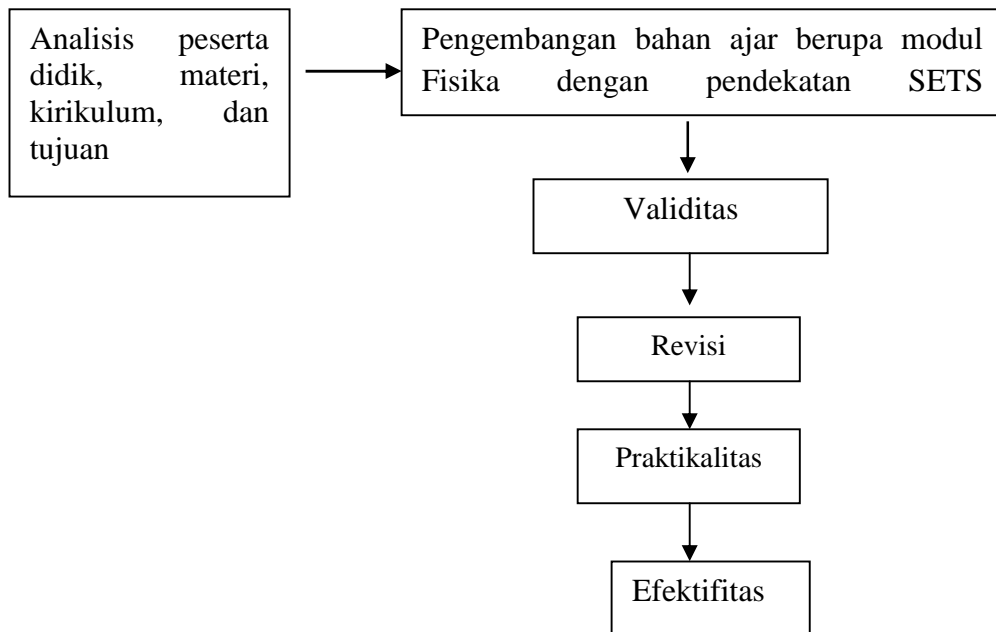 Analisis peserta
didik, materi,
kirikulum, dan
tujuan
Pengembangan bahan ajar berupa modul
Fisika dengan pendekatan SETS
Validitas
Revisi
Praktikalitas
Efektifitas